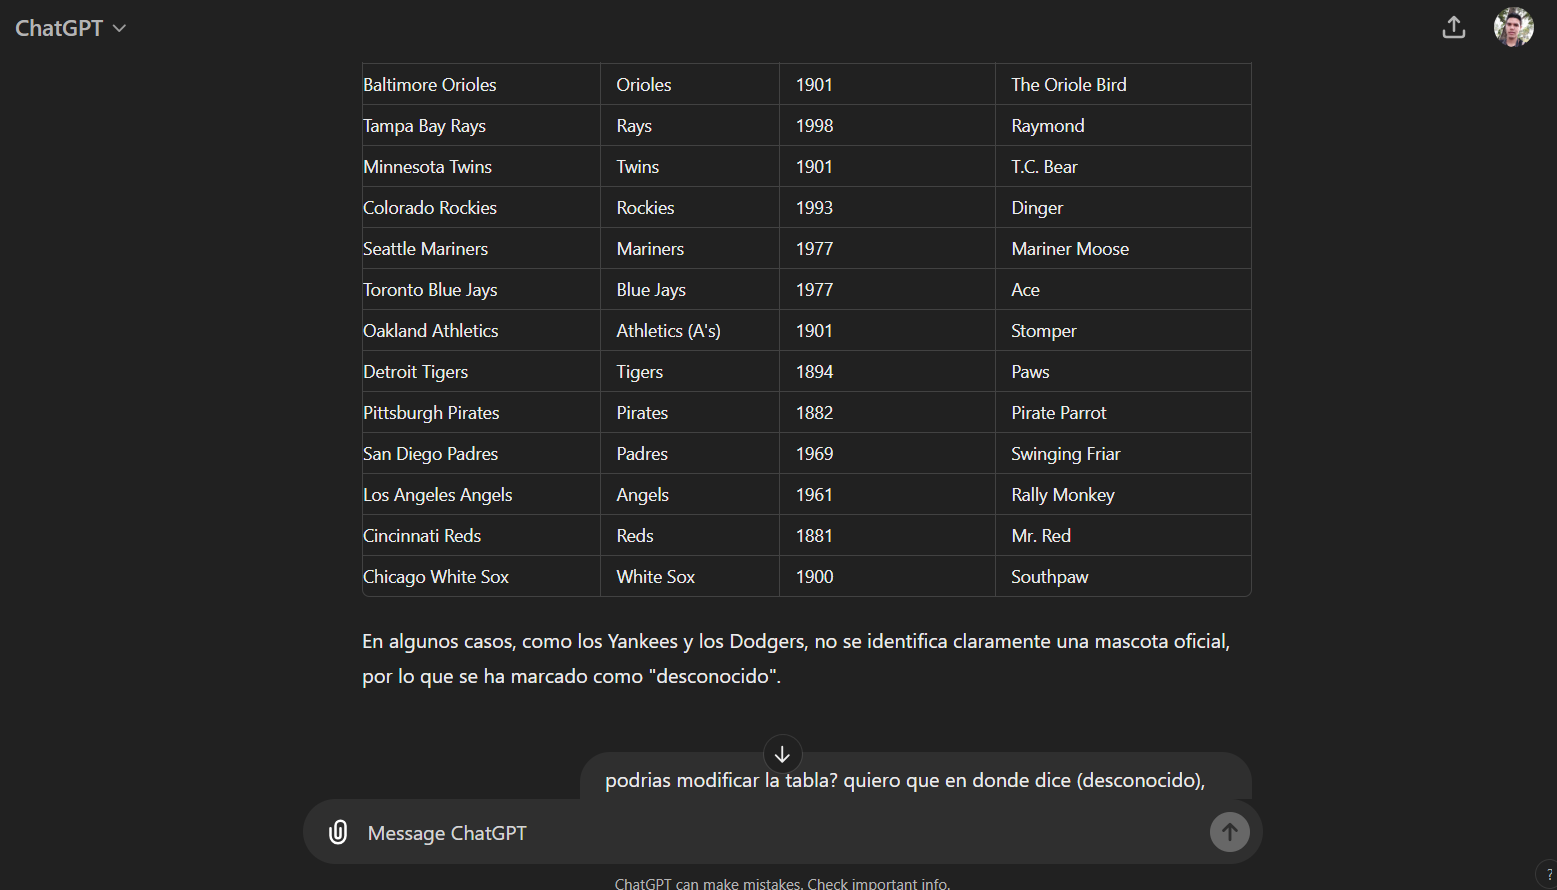 ChatGPT
Baltimore Orioles Orioles 1901 The Oriole Bird
Tampa Bay Rays Rays 1998 Raymond
Minnesota Twins Twins 1901 T.C. Bear
Colorado Rockies Rockies 1993 Dinger
Seattle Mariners Mariners 1977 Mariner Moose
Toronto Blue Jays Blue Jays 1977 Ace
Oakland Athletics Athletics (A's) 1901 Stomper
Detroit Tigers Tigers 1894 Paws
Pittsburgh Pirates Pirates 1882 Pirate Parrot
San Diego Padres Padres 1969 Swinging Friar
Los Angeles Angels Angels 1961 Rally Monkey
Cincinnati Reds Reds 1881 Mr. Red
Chicago White Sox White Sox 1900 Southpaw
En algunos casos, como los Yankees y los Dodgers, no se identifica claramente una mascota oficial,
por lo que se ha marcado como "desconocido".
podrias modificar la tabla? quiero que en donde dice (desconocido),
Message ChatGPT
ChatGPT can make mistakes. Check important info.
?